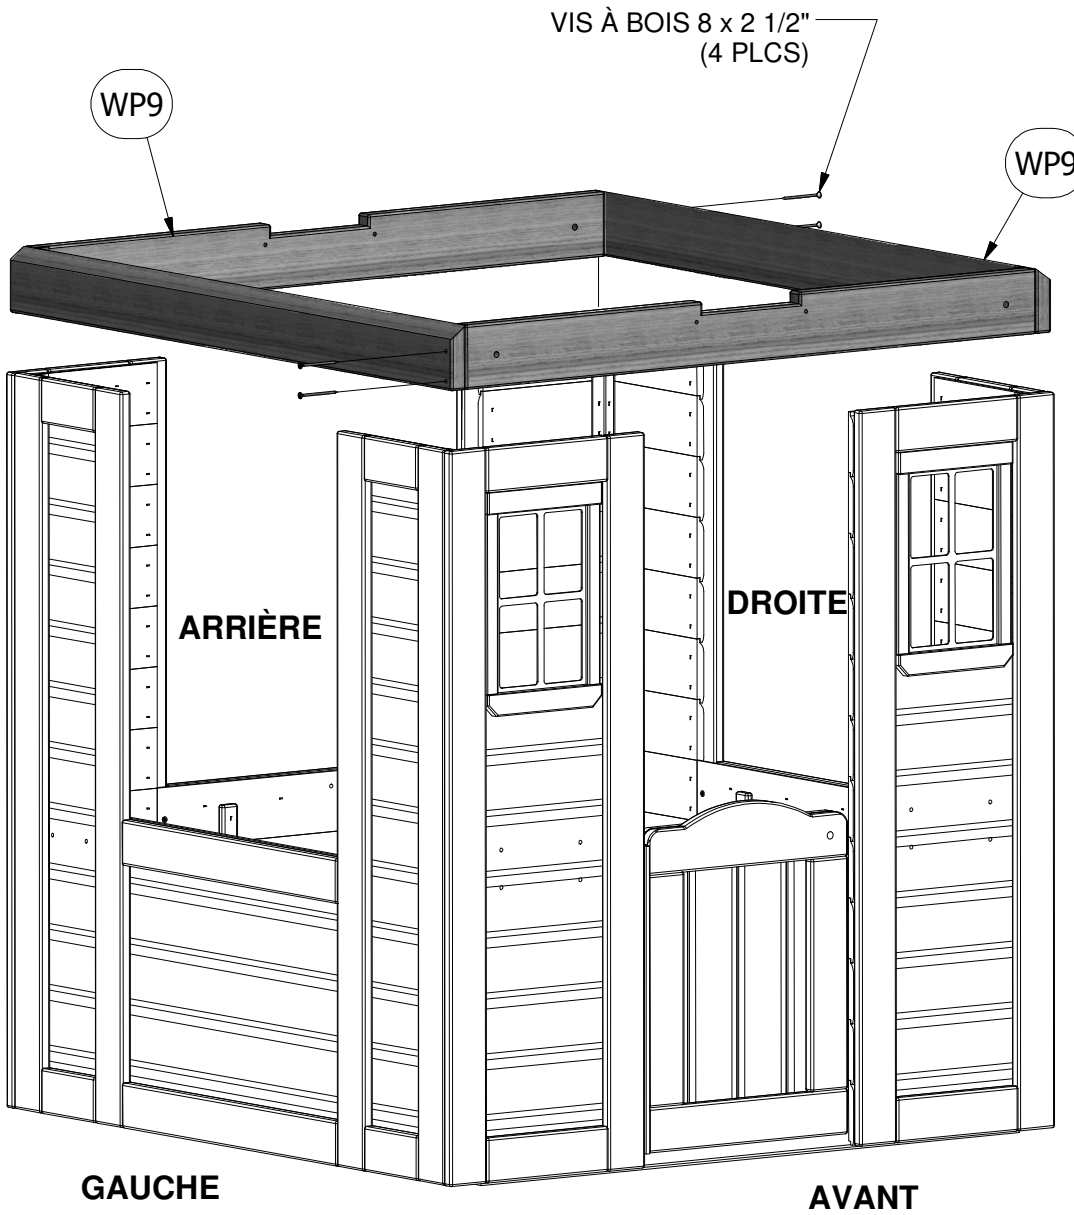 VIS À BOIS 8 x 2 1/2"
(4 PLCS)
WP9
WP9
ARRIÈRE
DROITE
GAUCHE
AVANT